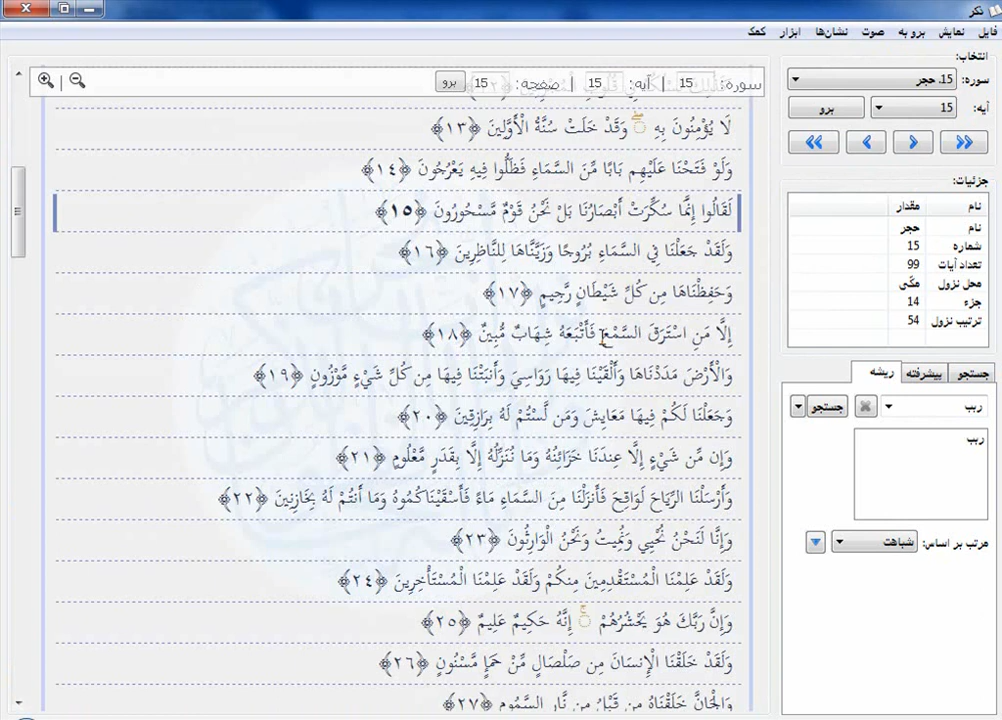 ذکر
فایل نمایش برو به صوت نشان‌ها ابزار کمک
سوره: 15 | آیه: 15 | صفحه: 15 برو
لَا يُؤْمِنُونَ بِهِ ۖ وَقَدْ خَلَتْ سُنَّةُ الْأَوَّلِينَ ﴿١٣﴾
وَلَوْ فَتَحْنَا عَلَيْهِم بَابًا مِّنَ السَّمَاءِ فَظَلُّوا فِيهِ يَعْرُجُونَ ﴿١٤﴾
لَقَالُوا إِنَّمَا سُكِّرَتْ أَبْصَارُنَا بَلْ نَحْنُ قَوْمٌ مَّسْحُورُونَ ﴿١٥﴾
وَلَقَدْ جَعَلْنَا فِي السَّمَاءِ بُرُوجًا وَزَيَّنَّاهَا لِلنَّاظِرِينَ ﴿١٦﴾
وَحَفِظْنَاهَا مِن كُلِّ شَيْطَانٍ رَّجِيمٍ ﴿١٧﴾
إِلَّا مَنِ اسْتَرَقَ السَّمْعَ فَأَتْبَعَهُ شِهَابٌ مُّبِينٌ ﴿١٨﴾
وَالْأَرْضَ مَدَدْنَاهَا وَأَلْقَيْنَا فِيهَا رَوَاسِيَ وَأَنبَتْنَا فِيهَا مِن كُلِّ شَيْءٍ مَّوْزُونٍ ﴿١٩﴾
وَجَعَلْنَا لَكُمْ فِيهَا مَعَايِشَ وَمَن لَّسْتُمْ لَهُ بِرَازِقِينَ ﴿٢٠﴾
وَإِن مِّن شَيْءٍ إِلَّا عِندَنَا خَزَائِنُهُ وَمَا نُنَزِّلُهُ إِلَّا بِقَدَرٍ مَّعْلُومٍ ﴿٢١﴾
وَأَرْسَلْنَا الرِّيَاحَ لَوَاقِحَ فَأَنزَلْنَا مِنَ السَّمَاءِ مَاءً فَأَسْقَيْنَاكُمُوهُ وَمَا أَنتُمْ لَهُ بِخَازِنِينَ ﴿٢٢﴾
وَإِنَّا لَنَحْنُ نُحْيِي وَنُمِيتُ وَنَحْنُ الْوَارِثُونَ ﴿٢٣﴾
وَلَقَدْ عَلِمْنَا الْمُسْتَقْدِمِينَ مِنكُمْ وَلَقَدْ عَلِمْنَا الْمُسْتَأْخِرِينَ ﴿٢٤﴾
وَإِنَّ رَبَّكَ هُوَ يَحْشُرُهُمْ ۚ إِنَّهُ حَكِيمٌ عَلِيمٌ ﴿٢٥﴾
وَلَقَدْ خَلَقْنَا الْإِنسَانَ مِن صَلْصَالٍ مِّنْ حَمَإٍ مَّسْنُونٍ ﴿٢٦﴾
وَالْجَانَّ خَلَقْنَاهُ مِن قَبْلُ مِن نَّارِ السَّمُومِ ﴿٢٧﴾
انتخاب:
سوره: 15. حجر
آیه: 15 برو
جزئیات:
نام مقدار
نام حجر
شماره 15
تعداد آیات 99
محل نزول مکّی
جزء 14
ترتیب نزول 54
جستجو پیشرفته ریشه
ربب جستجو
ربب
مرتب بر اساس: شباهت